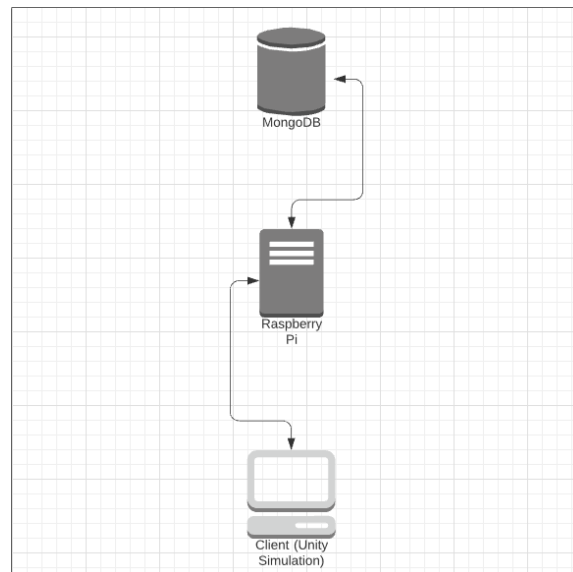 MongoDB
Raspberry
Pi
Client (Unity
Simulation)